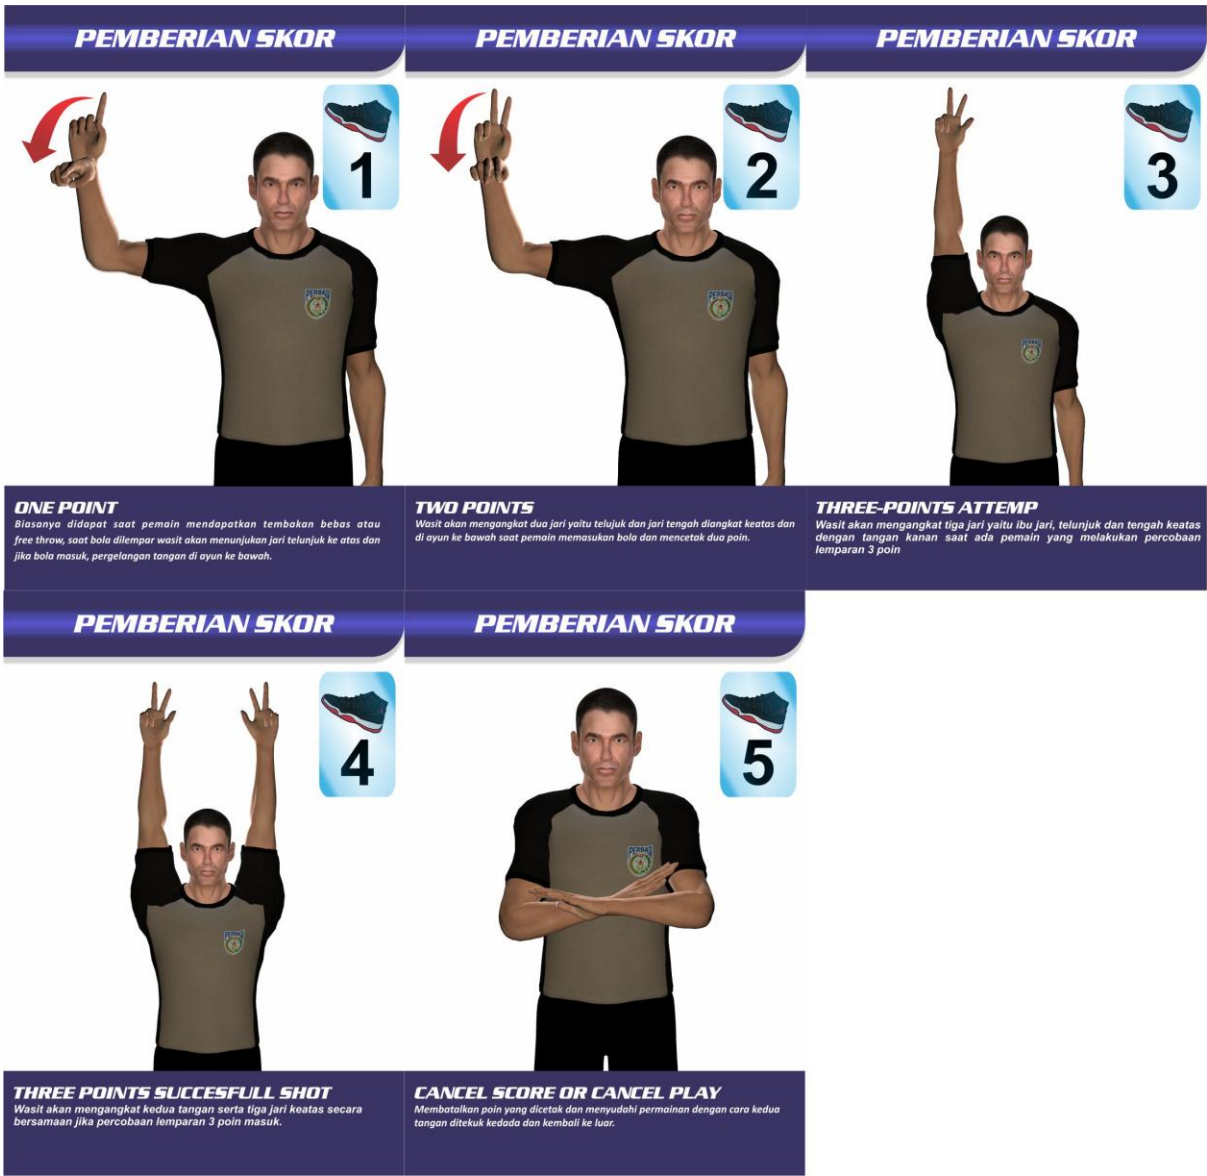 PEMBERIAN SKOR
1
PERBASI
ONE POINT
Biasanya didapat saat pemain mendapatkan tembakan bebas atau
free throw, saat bola dilempar wasit akan menunjukan jari telunjuk ke atas dan
jika bola masuk, pergelangan tangan di ayun ke bawah.
PEMBERIAN SKOR
2
PERBASI
TWO POINTS
Wasit akan mengangkat dua jari yaitu telujuk dan jari tengah diangkat keatas dan
di ayun ke bawah saat pemain memasukan bola dan mencetak dua poin.
PEMBERIAN SKOR
3
PERBASI
THREE-POINTS ATTEMP
Wasit akan mengangkat tiga jari yaitu ibu jari, telunjuk dan tengah keatas
dengan tangan kanan saat ada pemain yang melakukan percobaan
lemparan 3 poin
PEMBERIAN SKOR
4
PERBASI
THREE POINTS SUCCESFULL SHOT
Wasit akan mengangkat kedua tangan serta tiga jari keatas secara
bersamaan jika percobaan lemparan 3 poin masuk.
PEMBERIAN SKOR
5
PERBASI
CANCEL SCORE OR CANCEL PLAY
Membatalkan poin yang dicetak dan menyudahi permainan dengan cara kedua
tangan ditekuk kedada dan kembali ke luar.